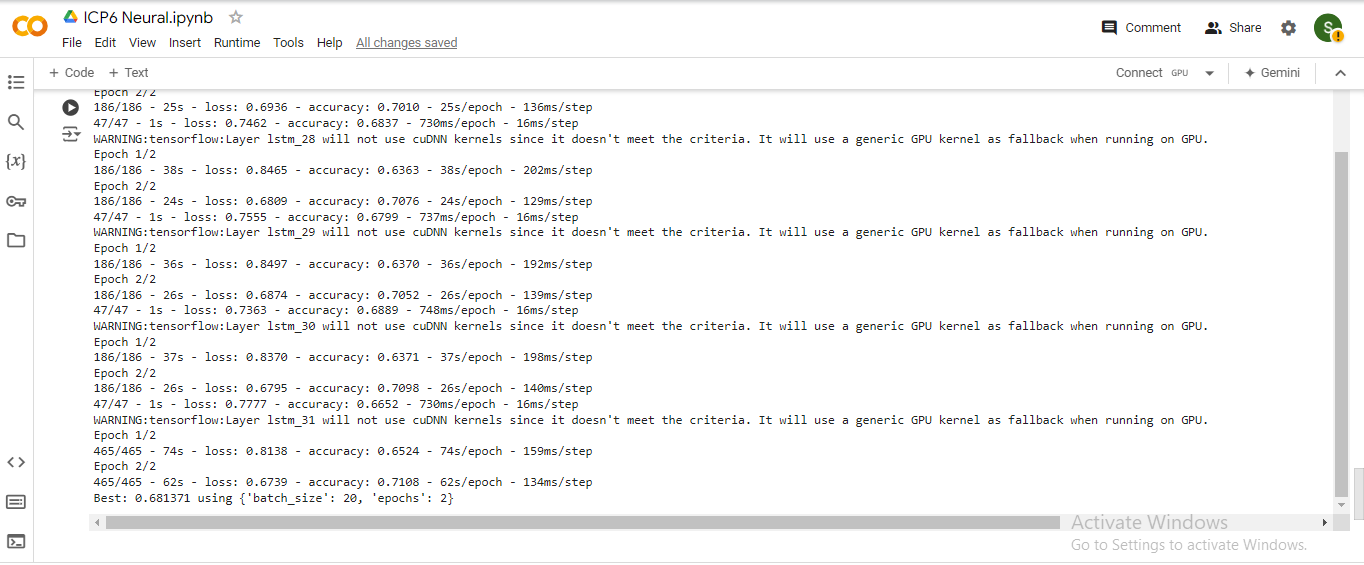 ICP6 Neural.ipynb
File Edit View Insert Runtime Tools Help All changes saved
Comment Share S
+ Code + Text
Connect GPU Gemini
Epoch 2/2
186/186 - 25s - loss: 0.6936 - accuracy: 0.7010 - 25s/epoch - 136ms/step
47/47 - 1s - loss: 0.7462 - accuracy: 0.6837 - 730ms/epoch - 16ms/step
WARNING:tensorflow:Layer lstm_28 will not use cuDNN kernels since it doesn't meet the criteria. It will use a generic GPU kernel as fallback when running on GPU.
Epoch 1/2
186/186 - 38s - loss: 0.8465 - accuracy: 0.6363 - 38s/epoch - 202ms/step
Epoch 2/2
186/186 - 24s - loss: 0.6809 - accuracy: 0.7076 - 24s/epoch - 129ms/step
47/47 - 1s - loss: 0.7555 - accuracy: 0.6799 - 737ms/epoch - 16ms/step
WARNING:tensorflow:Layer lstm_29 will not use cuDNN kernels since it doesn't meet the criteria. It will use a generic GPU kernel as fallback when running on GPU.
Epoch 1/2
186/186 - 36s - loss: 0.8497 - accuracy: 0.6370 - 36s/epoch - 192ms/step
Epoch 2/2
186/186 - 26s - loss: 0.6874 - accuracy: 0.7052 - 26s/epoch - 139ms/step
47/47 - 1s - loss: 0.7363 - accuracy: 0.6889 - 748ms/epoch - 16ms/step
WARNING:tensorflow:Layer lstm_30 will not use cuDNN kernels since it doesn't meet the criteria. It will use a generic GPU kernel as fallback when running on GPU.
Epoch 1/2
186/186 - 37s - loss: 0.8370 - accuracy: 0.6371 - 37s/epoch - 198ms/step
Epoch 2/2
186/186 - 26s - loss: 0.6795 - accuracy: 0.7098 - 26s/epoch - 140ms/step
47/47 - 1s - loss: 0.7777 - accuracy: 0.6652 - 730ms/epoch - 16ms/step
WARNING:tensorflow:Layer lstm_31 will not use cuDNN kernels since it doesn't meet the criteria. It will use a generic GPU kernel as fallback when running on GPU.
Epoch 1/2
465/465 - 74s - loss: 0.8138 - accuracy: 0.6524 - 74s/epoch - 159ms/step
Epoch 2/2
465/465 - 62s - loss: 0.6739 - accuracy: 0.7108 - 62s/epoch - 134ms/step
Best: 0.681371 using {'batch_size': 20, 'epochs': 2}
Activate Windows
Go to Settings to activate Windows.